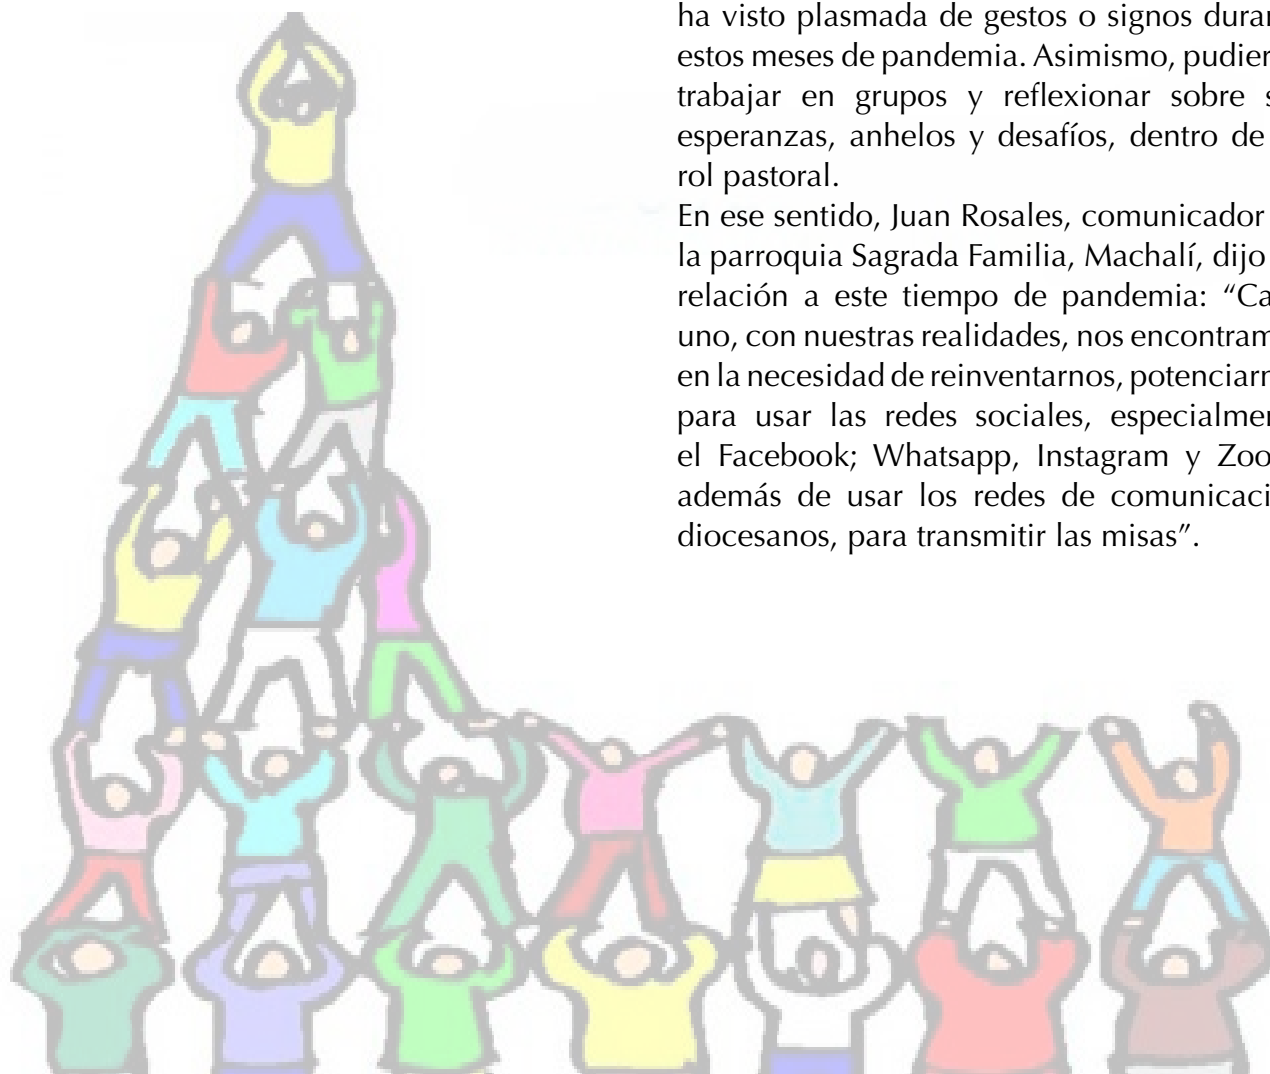 ha visto plasmada de gestos o signos duran
estos meses de pandemia. Asimismo, pudier
trabajar en grupos y reflexionar sobre s
esperanzas, anhelos y desafíos, dentro de
rol pastoral.
En ese sentido, Juan Rosales, comunicador
la parroquia Sagrada Familia, Machalí, dijo
relación a este tiempo de pandemia: “Ca
uno, con nuestras realidades, nos encontram
en la necesidad de reinventarnos, potenciarn
para usar las redes sociales, especialmen
el Facebook; Whatsapp, Instagram y Zoo
además de usar los redes de comunicaci
diocesanos, para transmitir las misas”.